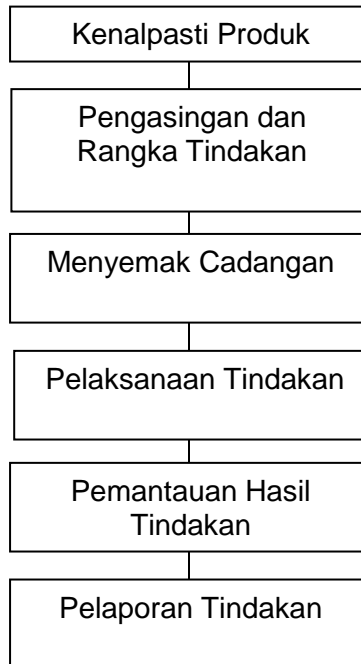 Kenalpasti Produk
Pengasingan dan
Rangka Tindakan
Menyemak Cadangan
Pelaksanaan Tindakan
Pemantauan Hasil
Tindakan
Pelaporan Tindakan